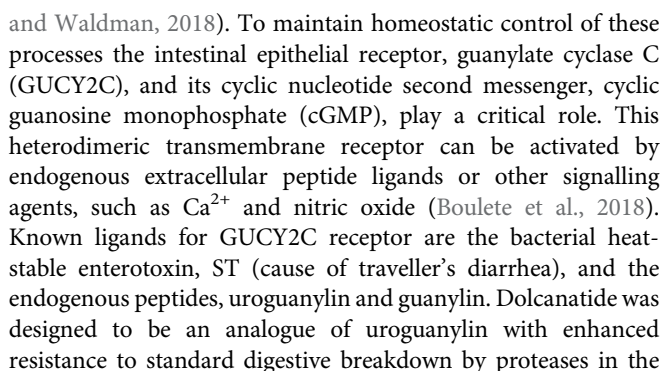 and Waldman, 2018). To maintain homeostatic control of these
processes the intestinal epithelial receptor, guanylate cyclase C
(GUCY2C), and its cyclic nucleotide second messenger, cyclic
guanosine monophosphate (cGMP), play a critical role. This
heterodimeric transmembrane receptor can be activated by
endogenous extracellular peptide ligands or other signalling
agents, such as Ca²⁺ and nitric oxide (Boulete et al., 2018).
Known ligands for GUCY2C receptor are the bacterial heat-
stable enterotoxin, ST (cause of traveller’s diarrhea), and the
endogenous peptides, uroguanylin and guanylin. Dolcanatide was
designed to be an analogue of uroguanylin with enhanced
resistance to standard digestive breakdown by proteases in the